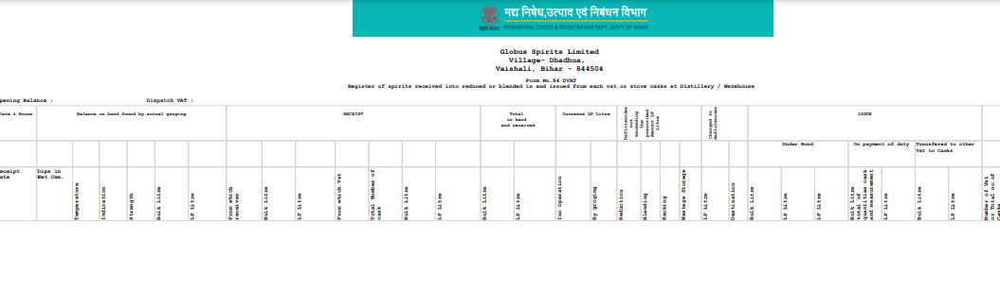 मद्य निषेध,उत्पाद एवं निबंधन विभाग
PROHIBITION, EXCISE & REGISTRATION DEPT., GOVT. OF BIHAR
बिहार सरकार
Globus Spirits Limited
Village- Dhadhua,
Vaishali, Bihar - 844504
Form No.84 DVAT
Register of spirits received into reduced or blended in and issued from each vat or store casks at Distillery / Warehouse
pening Balance :
Dispatch VAT :
Date & Hours
Balance on hand found by actual gauging
RECEIPT
Total
in hand
and received
Increase LP Litre
Deficiencies
not
exceeding
the
prescribed
Amount LP
Litre
Charged to
deficiencies
ISSUE
Under Bond
On payment of duty
Transferred to other
Vat to Casks
eceipt
ate
Dips in
Wet Cms.
Temperature
Indication
Strength
Bulk Litre
LP Litre
From which
receiver
Bulk Litre
LP Litre
From which Vat
Total Number of
cask
Bulk Litre
LP Litre
Bulk Litre
LP Litre
Inc Operation
By groging
Reduction
Blending
Racking
Wastage Storage
LP Litre
Destination
Bulk Litre
LP Litre
LP Litre
Bulk Litre
total of
quantities cask
and measurement
LP Litre
Bulk Litre
LP Litre
Number of Vat
or Total no.of
Casks